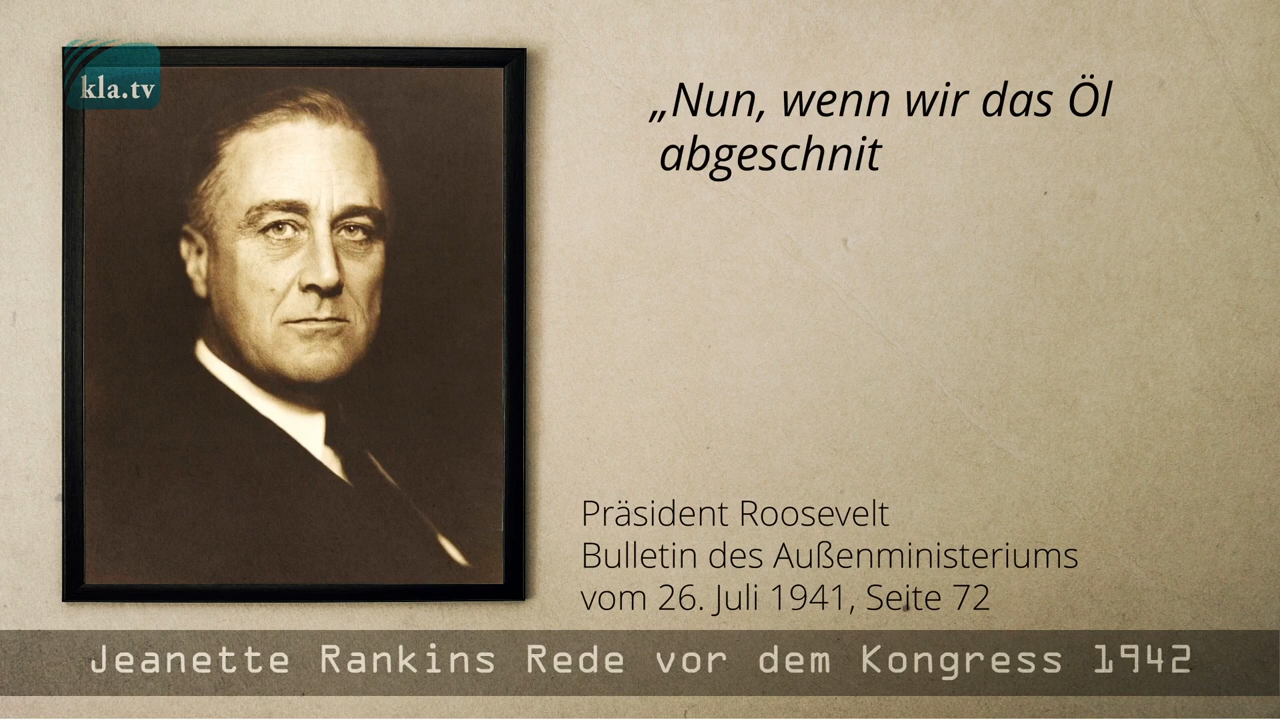 kla.tv
„Nun, wenn wir das Öl
abgeschnit
Präsident Roosevelt
Bulletin des Außenministeriums
vom 26. Juli 1941, Seite 72
Jeanette Rankins Rede vor dem Kongress 1942